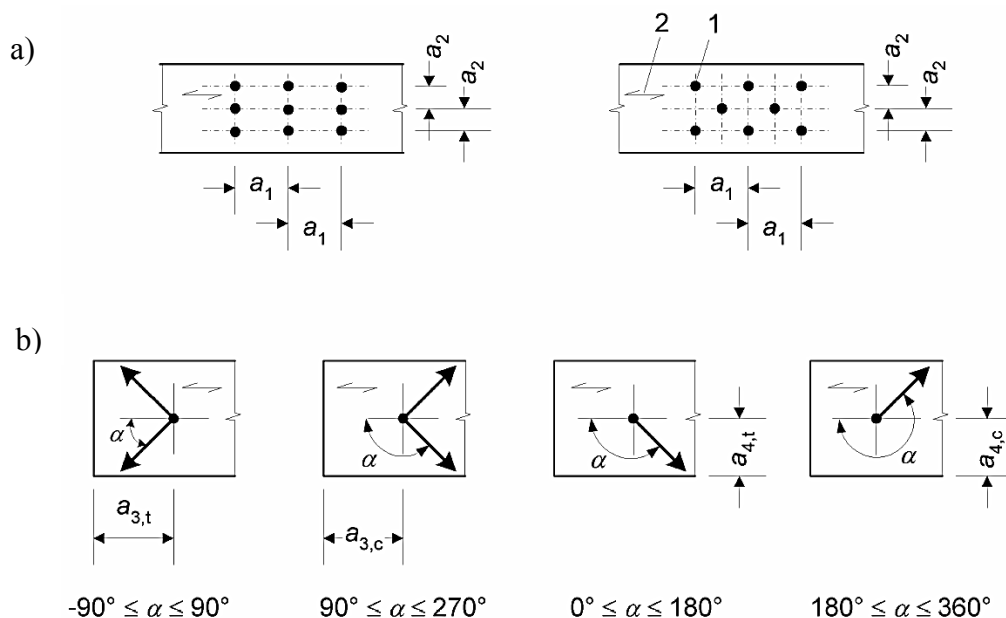 a)
2 1
a₂ a₂ a₂ a₂
a₁ a₁
a₁ a₁
b)
α α α α
a₄,t a₄,c
a₃,t a₃,c
-90° ≤ α ≤ 90° 90° ≤ α ≤ 270° 0° ≤ α ≤ 180° 180° ≤ α ≤ 360°